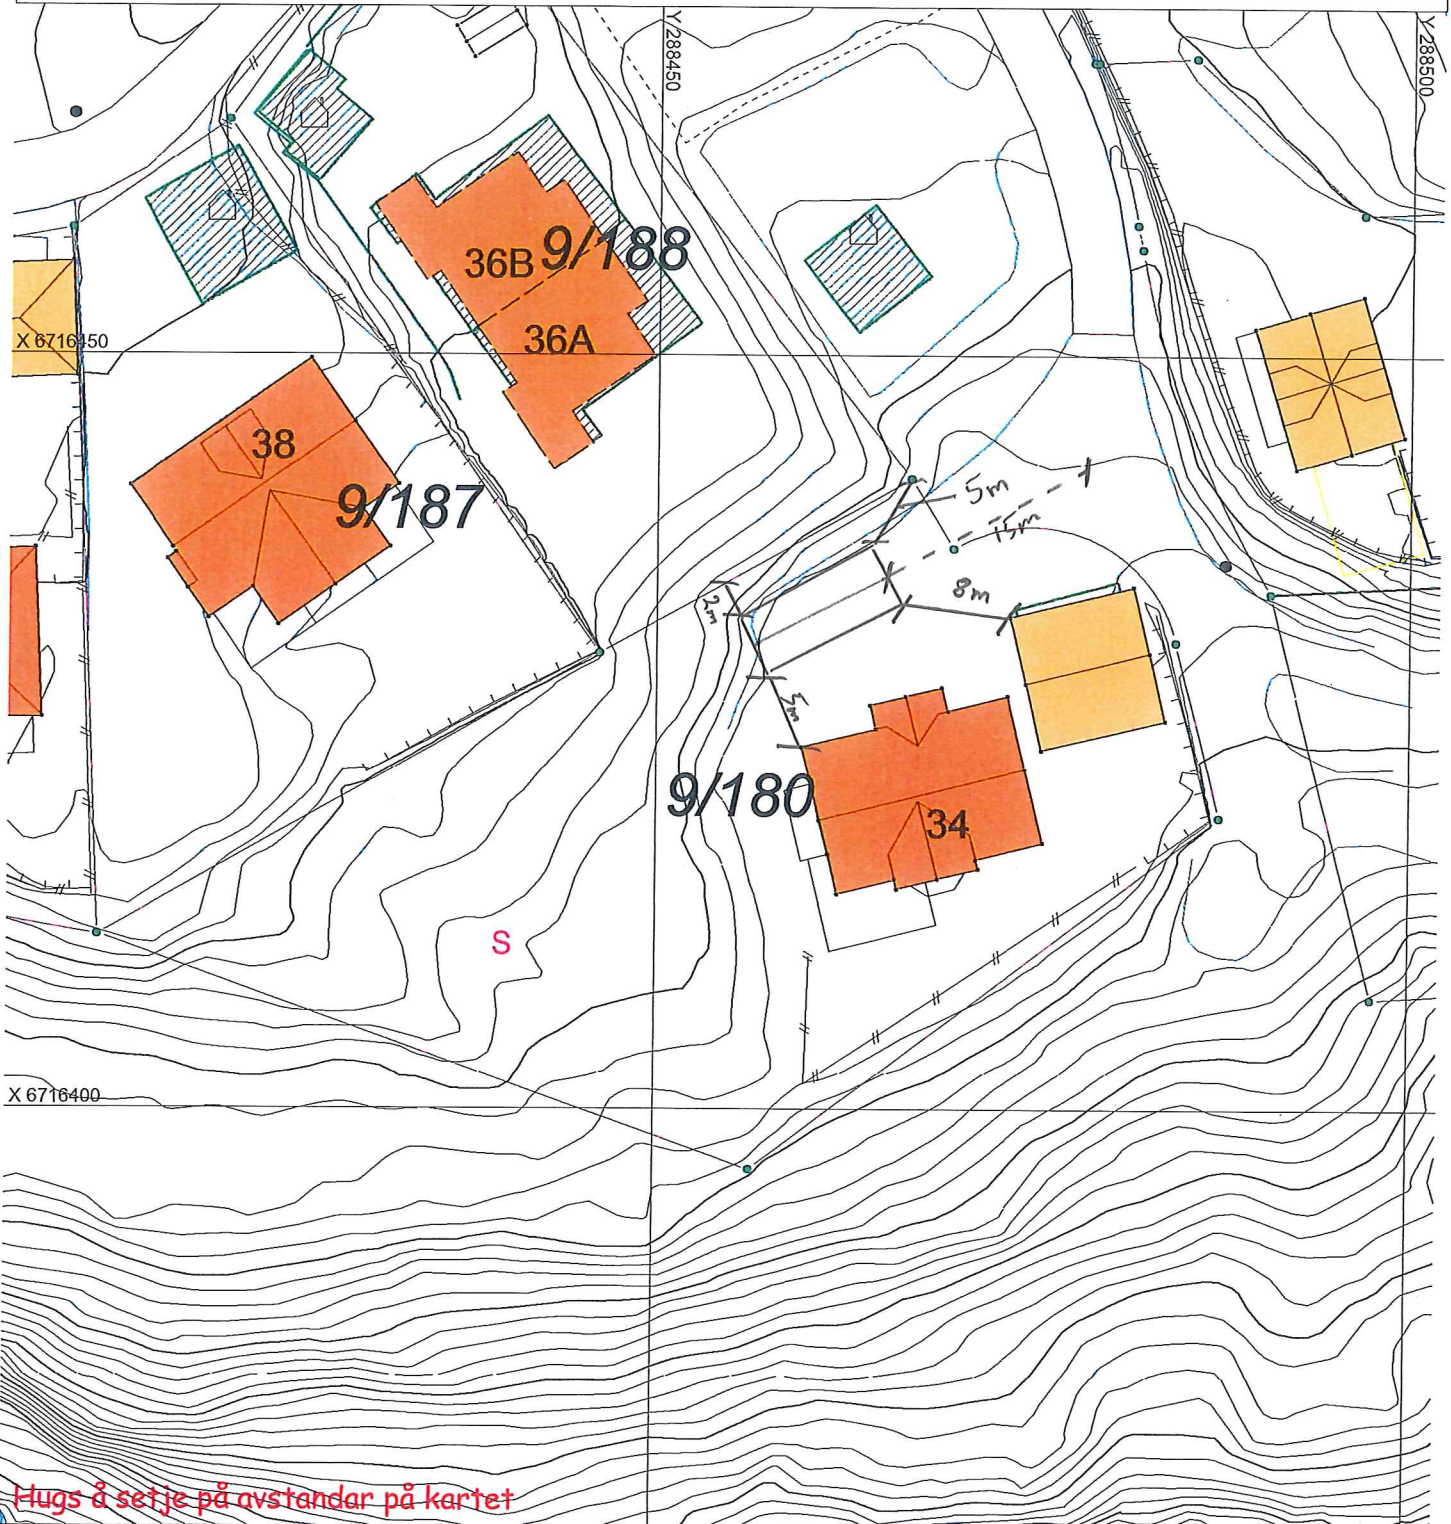 Y 288450
Y 288500
36B
9/188
36A
X 6716450
38
9/187
5m
15m
8m
2m
5m
9/180
34
S
X 6716400
Hugs å setje på avstandar på kartet